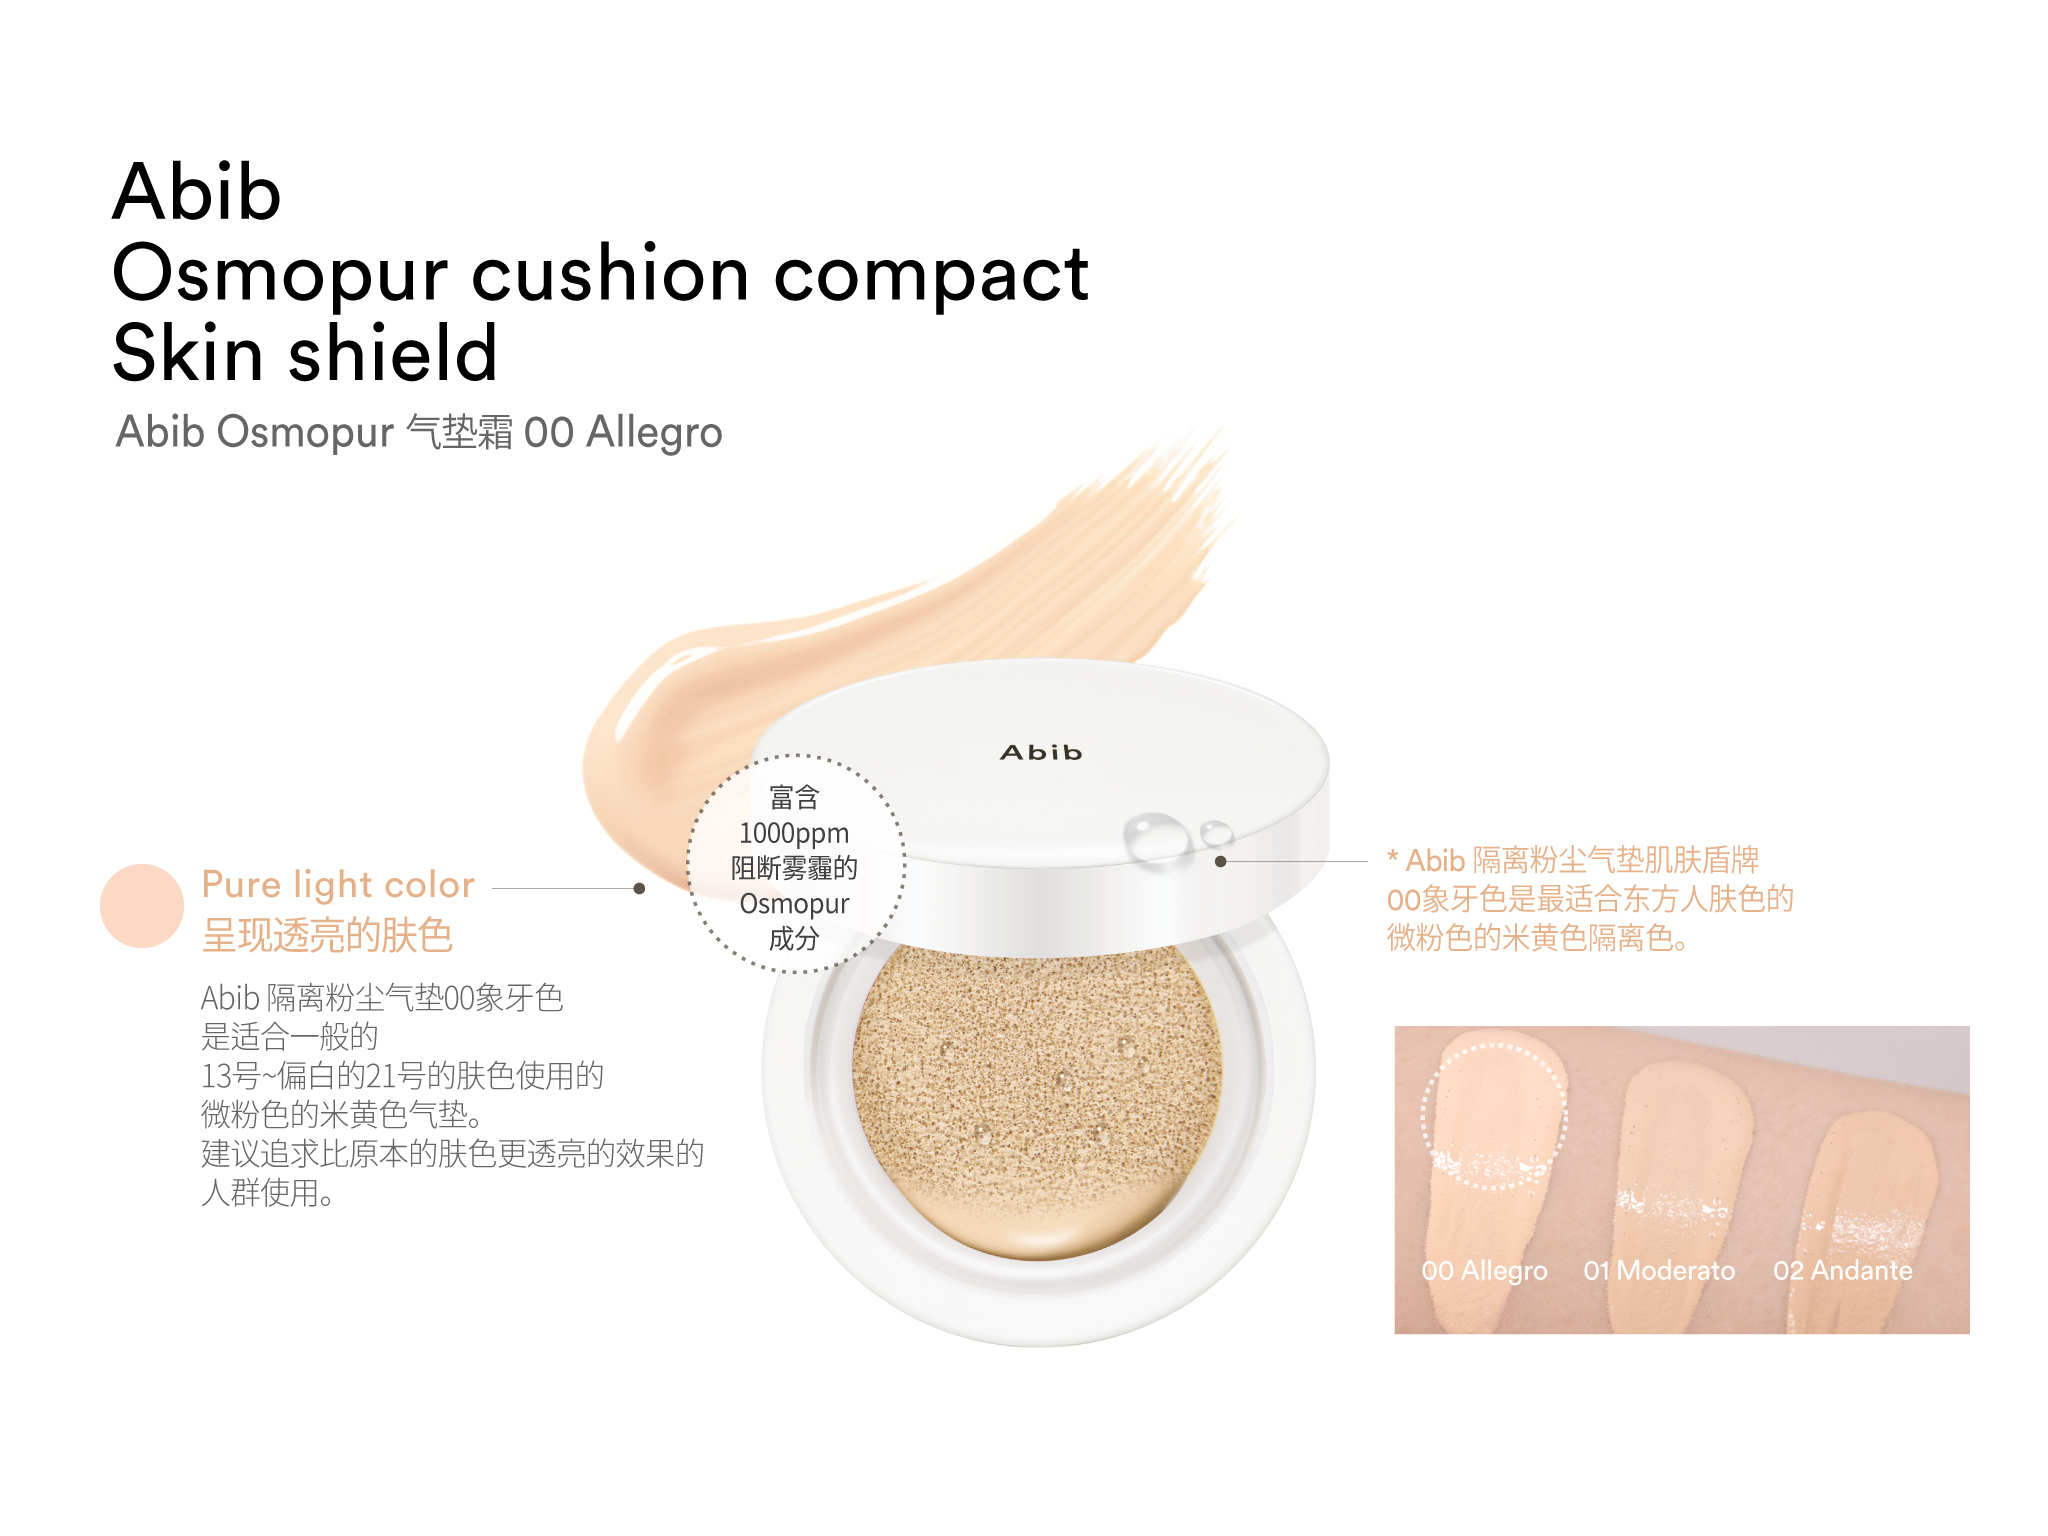 Abib
Osmopur cushion compact
Skin shield
Abib Osmopur 气垫霜 00 Allegro
Abib
富含
1000ppm
阻断雾霾的
Osmopur
成分
Pure light color
呈现透亮的肤色
Abib 隔离粉尘气垫00象牙色
是适合一般的
13号~偏白的21号的肤色使用的
微粉色的米黄色气垫。
建议追求比原本的肤色更透亮的效果的
人群使用。
* Abib 隔离粉尘气垫肌肤盾牌
00象牙色是最适合东方人肤色的
微粉色的米黄色隔离色。
00 Allegro
01 Moderato
02 Andante